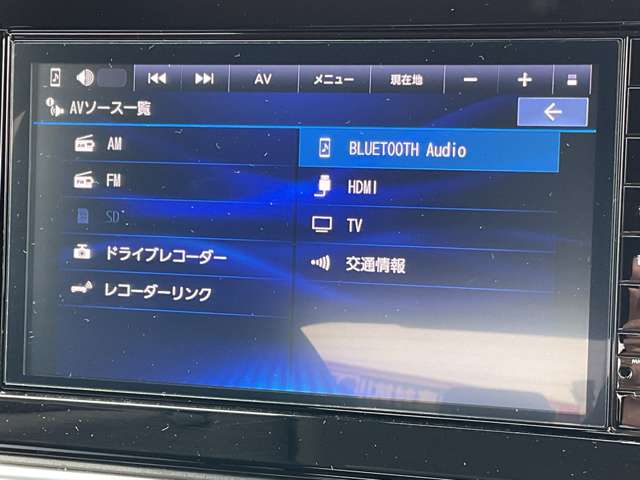 AV メニュー 現在地
AVソース一覧
AM
FM
SD
ドライブレコーダー
レコーダーリンク
BLUETOOTH Audio
HDMI
TV
交通情報